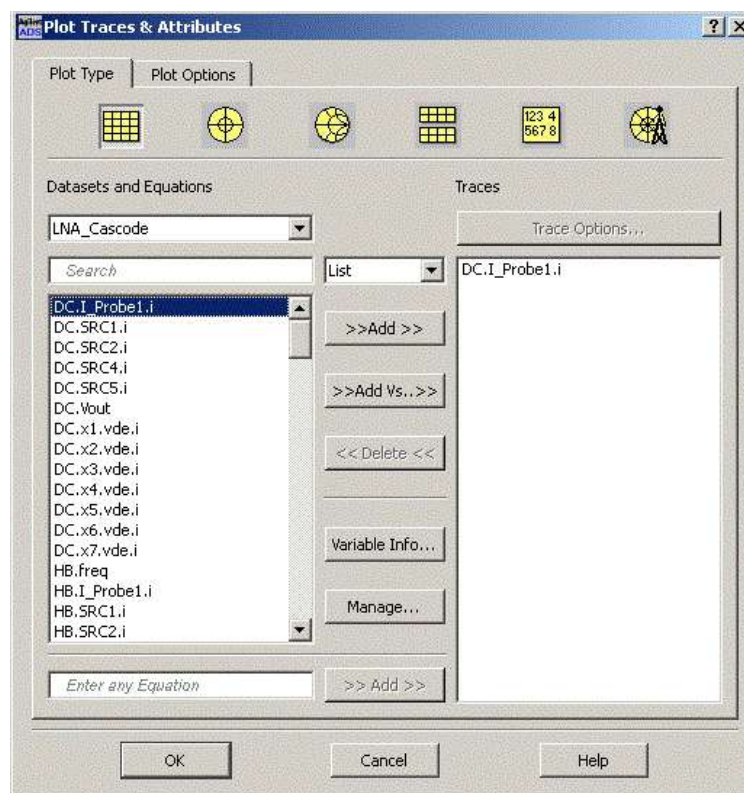 Agilent ADS Plot Traces & Attributes
Plot Type Plot Options
123 4
567 8
Datasets and Equations Traces
LNA_Cascode Trace Options...
Search List DC.I_Probe1.i
DC.I_Probe1.i
DC.SRC1.i >>Add >>
DC.SRC2.i
DC.SRC4.i
DC.SRC5.i >>Add Vs..>>
DC.Vout
DC.x1.vde.i
DC.x2.vde.i << Delete <<
DC.x3.vde.i
DC.x4.vde.i
DC.x5.vde.i
DC.x6.vde.i
DC.x7.vde.i Variable Info...
HB.freq
HB.I_Probe1.i
HB.SRC1.i Manage...
HB.SRC2.i
Enter any Equation >> Add >>
OK Cancel Help